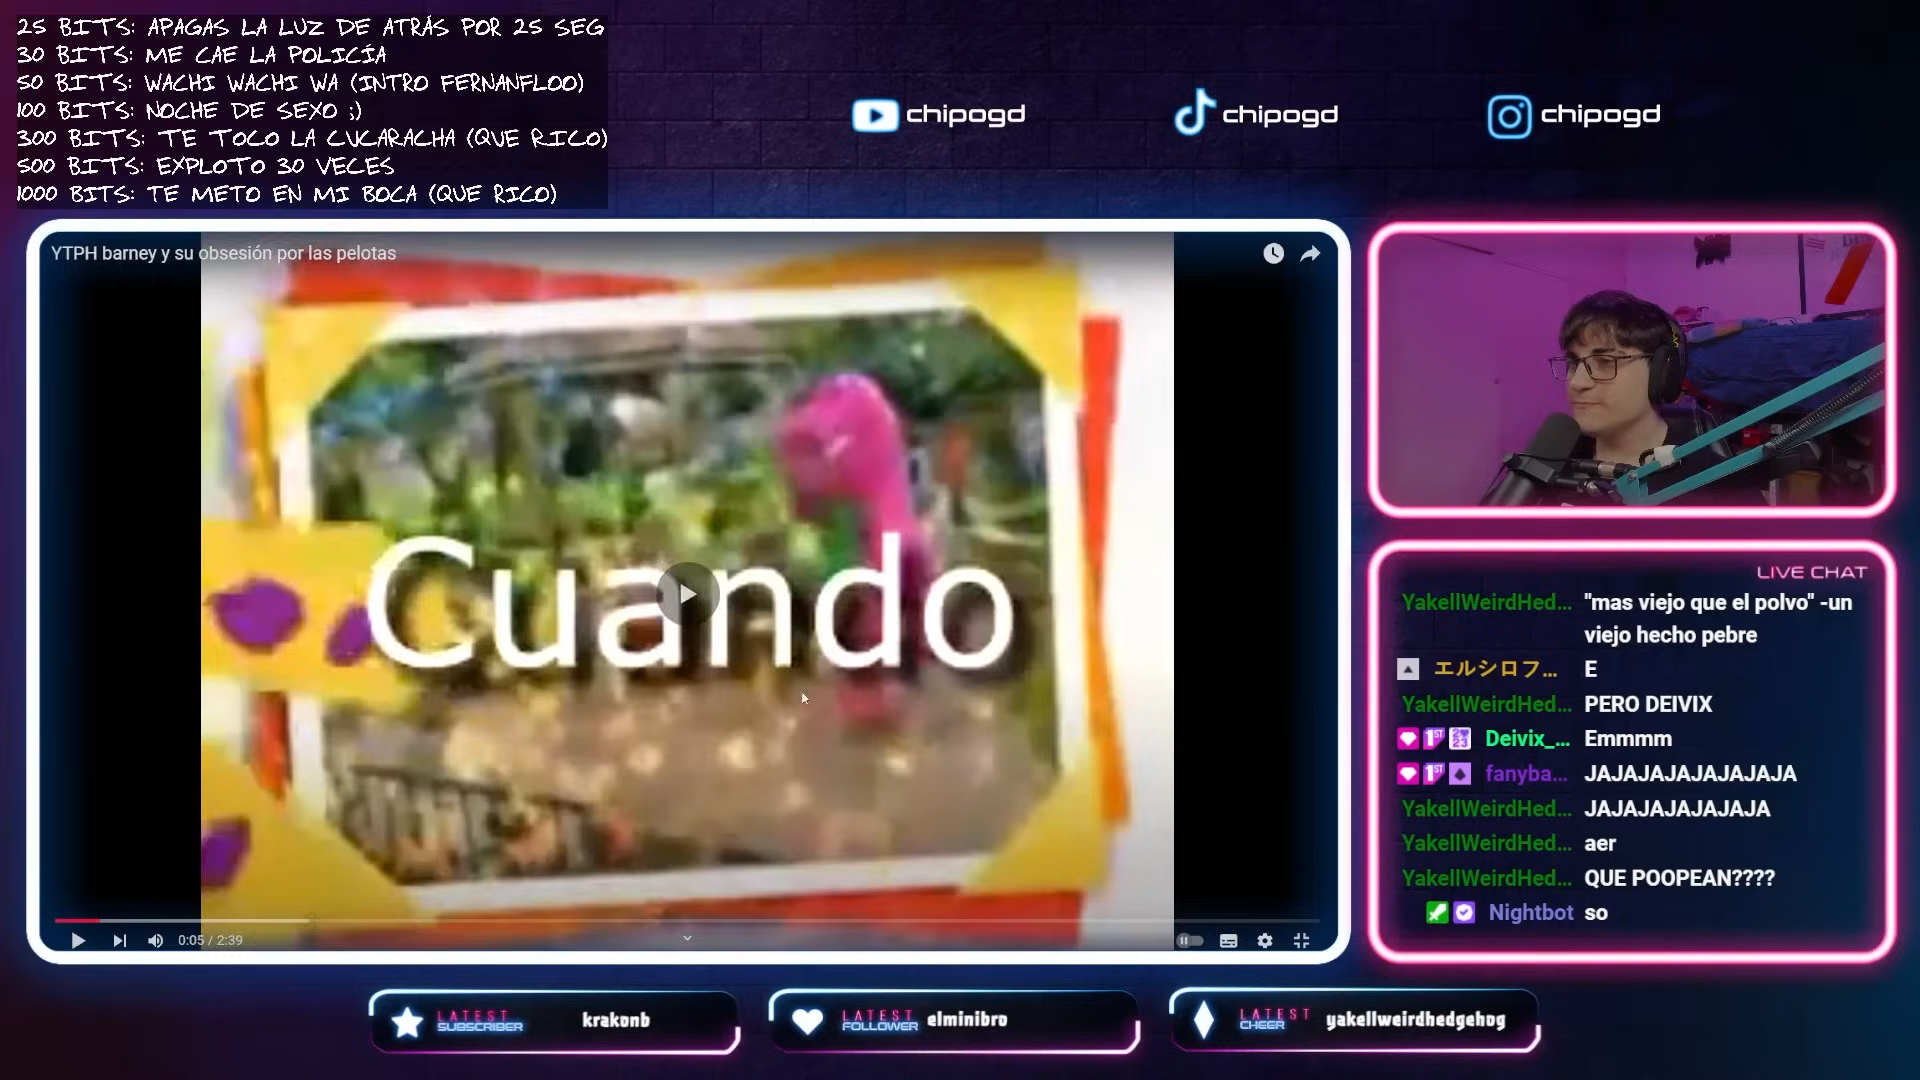 25 BITS: APAGAS LA LUZ DE ATRÁS POR 25 SEG
30 BITS: ME CAE LA POLICÍA
50 BITS: WACHI WACHI WA (INTRO FERNANFLOO)
100 BITS: NOCHE DE SEXO ;)
300 BITS: TE TOCO LA CUCARACHA (QUE RICO)
500 BITS: EXPLOTO 30 VECES
1000 BITS: TE METO EN MI BOCA (QUE RICO)
chipogd
chipogd
chipogd
YTPH barney y su obsesión por las pelotas
Cuando
0:05 / 2:39
LIVE CHAT
YakellWeirdHed... "mas viejo que el polvo" -un
viejo hecho pebre
エルシロフ... E
YakellWeirdHed... PERO DEIVIX
1ST 2023 Deivix_... Emmmm
1ST fanyba... JAJAJAJAJAJAJAJA
YakellWeirdHed... JAJAJAJAJAJAJA
YakellWeirdHed... aer
YakellWeirdHed... QUE POOPEAN????
Nightbot so
LATEST SUBSCRIBER krakonb
LATEST FOLLOWER elminibro
LATEST CHEER yakellweirdhedgehog